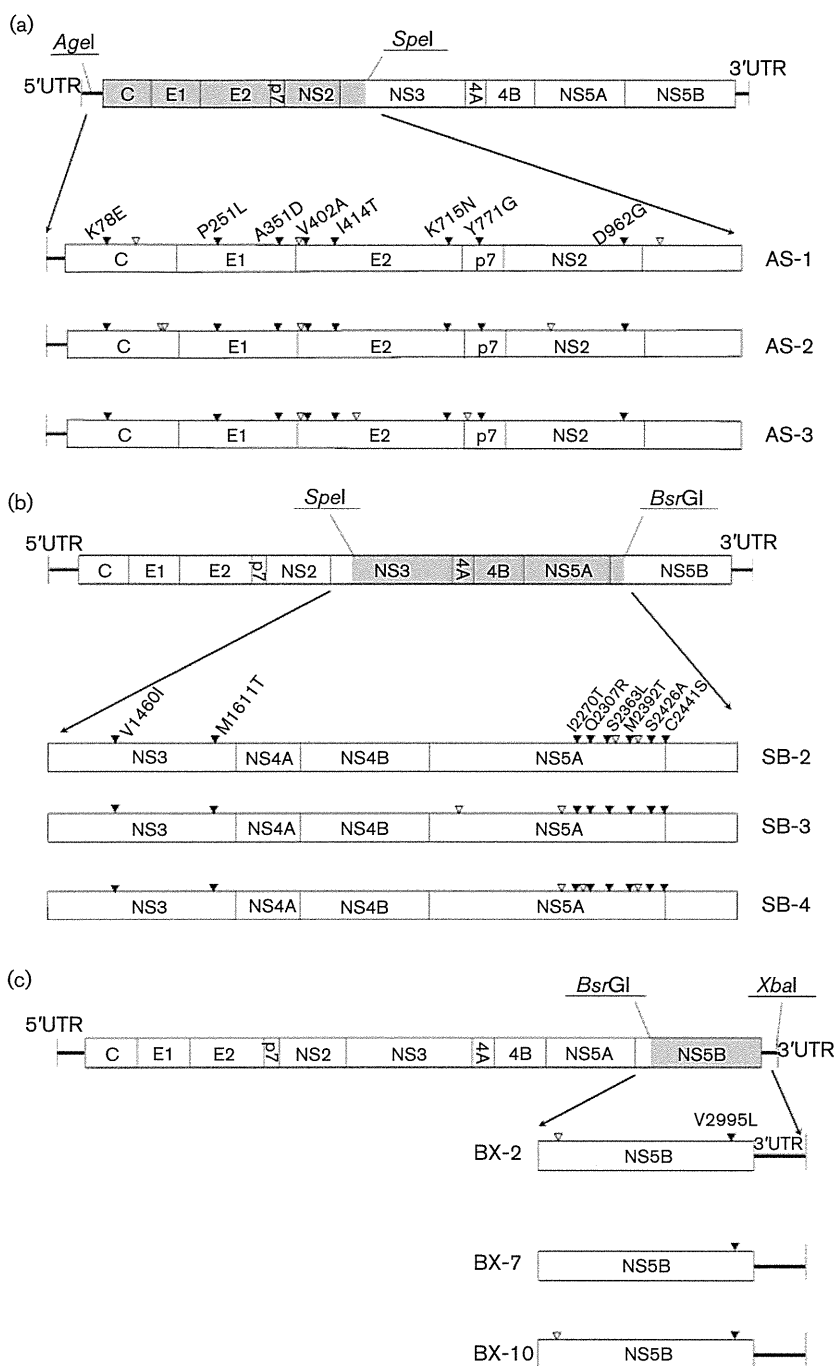 (a)
AgeI
SpeI
5′UTR
3′UTR
C E1 E2 p7 NS2 NS3 4A 4B NS5A NS5B
K78E P251L A351D V402A I414T K715N Y771G D962G
C E1 E2 p7 NS2 AS-1
C E1 E2 p7 NS2 AS-2
C E1 E2 p7 NS2 AS-3
(b)
SpeI
BsrGI
5′UTR
3′UTR
C E1 E2 p7 NS2 NS3 4A 4B NS5A NS5B
V1460I M1611T I2270T Q2307R S2363L M2392T S2426A C2441S
NS3 NS4A NS4B NS5A SB-2
NS3 NS4A NS4B NS5A SB-3
NS3 NS4A NS4B NS5A SB-4
(c)
BsrGI
XbaI
5′UTR
C E1 E2 p7 NS2 NS3 4A 4B NS5A NS5B 3′UTR
V2995L
3′UTR
BX-2 NS5B
BX-7 NS5B
BX-10 NS5B